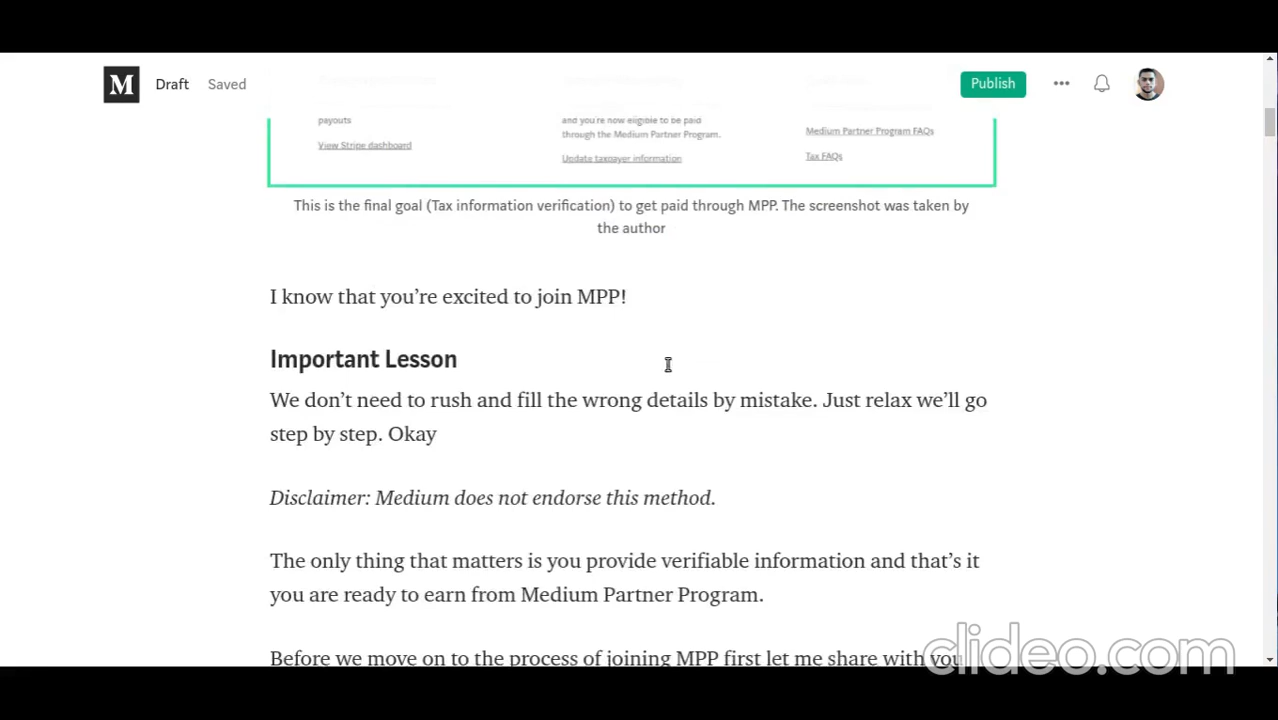 M Draft Saved Publish
payouts
View Stripe dashboard
and you're now eligible to be paid
through the Medium Partner Program.
Update taxpayer information
Medium Partner Program FAQs
Tax FAQs
This is the final goal (Tax information verification) to get paid through MPP. The screenshot was taken by
the author
I know that you’re excited to join MPP!
Important Lesson
We don’t need to rush and fill the wrong details by mistake. Just relax we’ll go
step by step. Okay
Disclaimer: Medium does not endorse this method.
The only thing that matters is you provide verifiable information and that’s it
you are ready to earn from Medium Partner Program.
Before we move on to the process of joining MPP first let me share with you
clideo.com